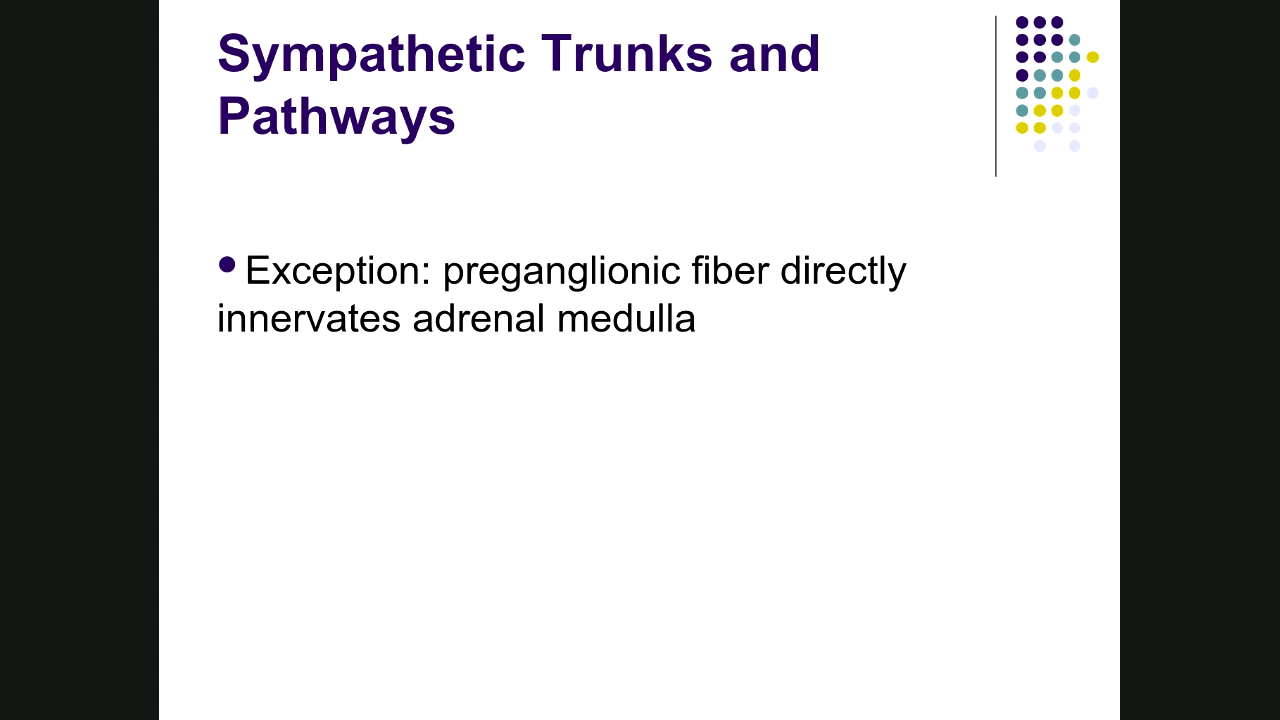 Sympathetic Trunks and
Pathways
•Exception: preganglionic fiber directly
innervates adrenal medulla